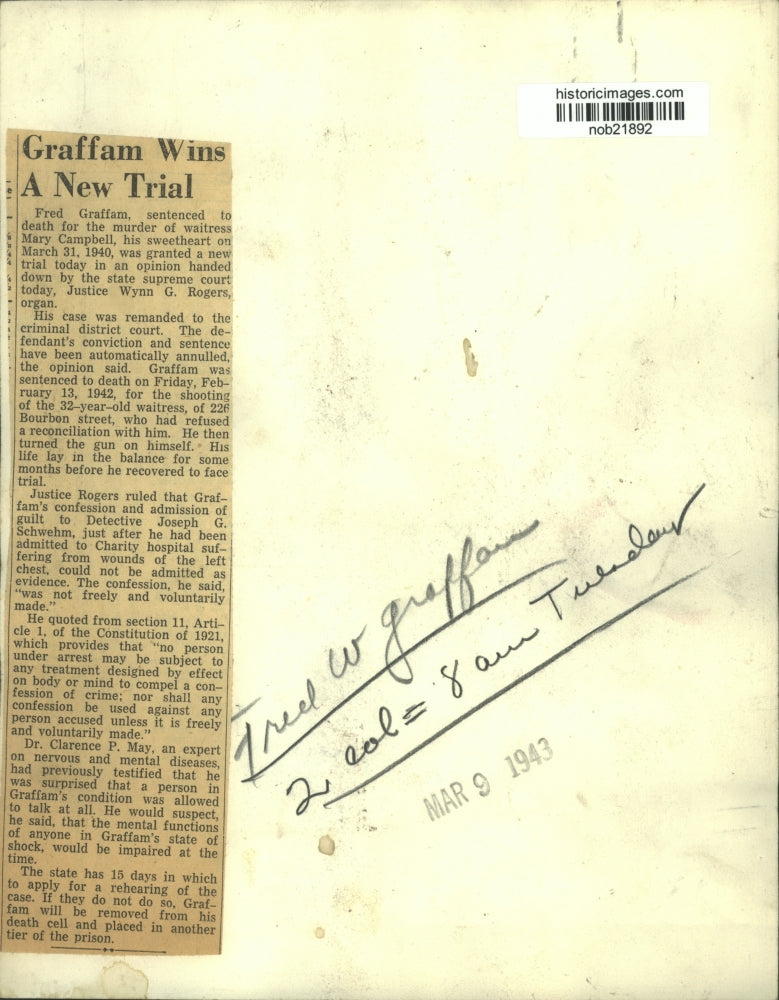 historicimages.com
nob21892
Graffam Wins
A New Trial
Fred Graffam, sentenced to
death for the murder of waitress
Mary Campbell, his sweetheart on
March 31, 1940, was granted a new
trial today in an opinion handed
down by the state supreme court
today, Justice Wynn G. Rogers,
organ.
His case was remanded to the
criminal district court. The de-
fendant's conviction and sentence
have been automatically annulled,
the opinion said. Graffam was
sentenced to death on Friday, Feb-
ruary 13, 1942, for the shooting
of the 32-year-old waitress, of 226
Bourbon street, who had refused
a reconciliation with him. He then
turned the gun on himself. His
life lay in the balance for some
months before he recovered to face
trial.
Justice Rogers ruled that Graf-
fam's confession and admission of
guilt to Detective Joseph G.
Schwehm, just after he had been
admitted to Charity hospital suf-
fering from wounds of the left
chest, could not be admitted as
evidence. The confession, he said,
"was not freely and voluntarily
made."
He quoted from section 11, Arti-
cle 1, of the Constitution of 1921,
which provides that "no person
under arrest may be subject to
any treatment designed by effect
on body or mind to compel a con-
fession of crime; nor shall any
confession be used against any
person accused unless it is freely
and voluntarily made."
Dr. Clarence P. May, an expert
on nervous and mental diseases,
had previously testified that he
was surprised that a person in
Graffam's condition was allowed
to talk at all. He would suspect,
he said, that the mental functions
of anyone in Graffam's state of
shock, would be impaired at the
time.
The state has 15 days in which
to apply for a rehearing of the
case. If they do not do so, Graf-
fam will be removed from his
death cell and placed in another
tier of the prison.
Fred W Graffam
2 col = 8 am Tuesday
MAR 9 1943